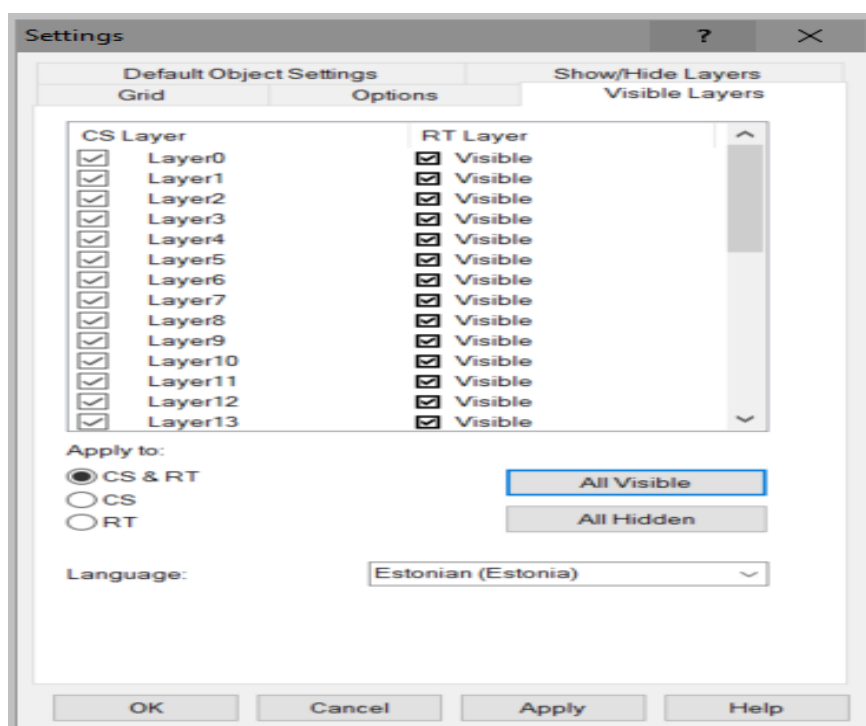 Settings ?
Default Object Settings Show/Hide Layers
Grid Options Visible Layers
CS Layer RT Layer
Layer0 Visible
Layer1 Visible
Layer2 Visible
Layer3 Visible
Layer4 Visible
Layer5 Visible
Layer6 Visible
Layer7 Visible
Layer8 Visible
Layer9 Visible
Layer10 Visible
Layer11 Visible
Layer12 Visible
Layer13 Visible
Apply to:
CS & RT All Visible
CS
RT All Hidden
Language: Estonian (Estonia)
OK Cancel Apply Help